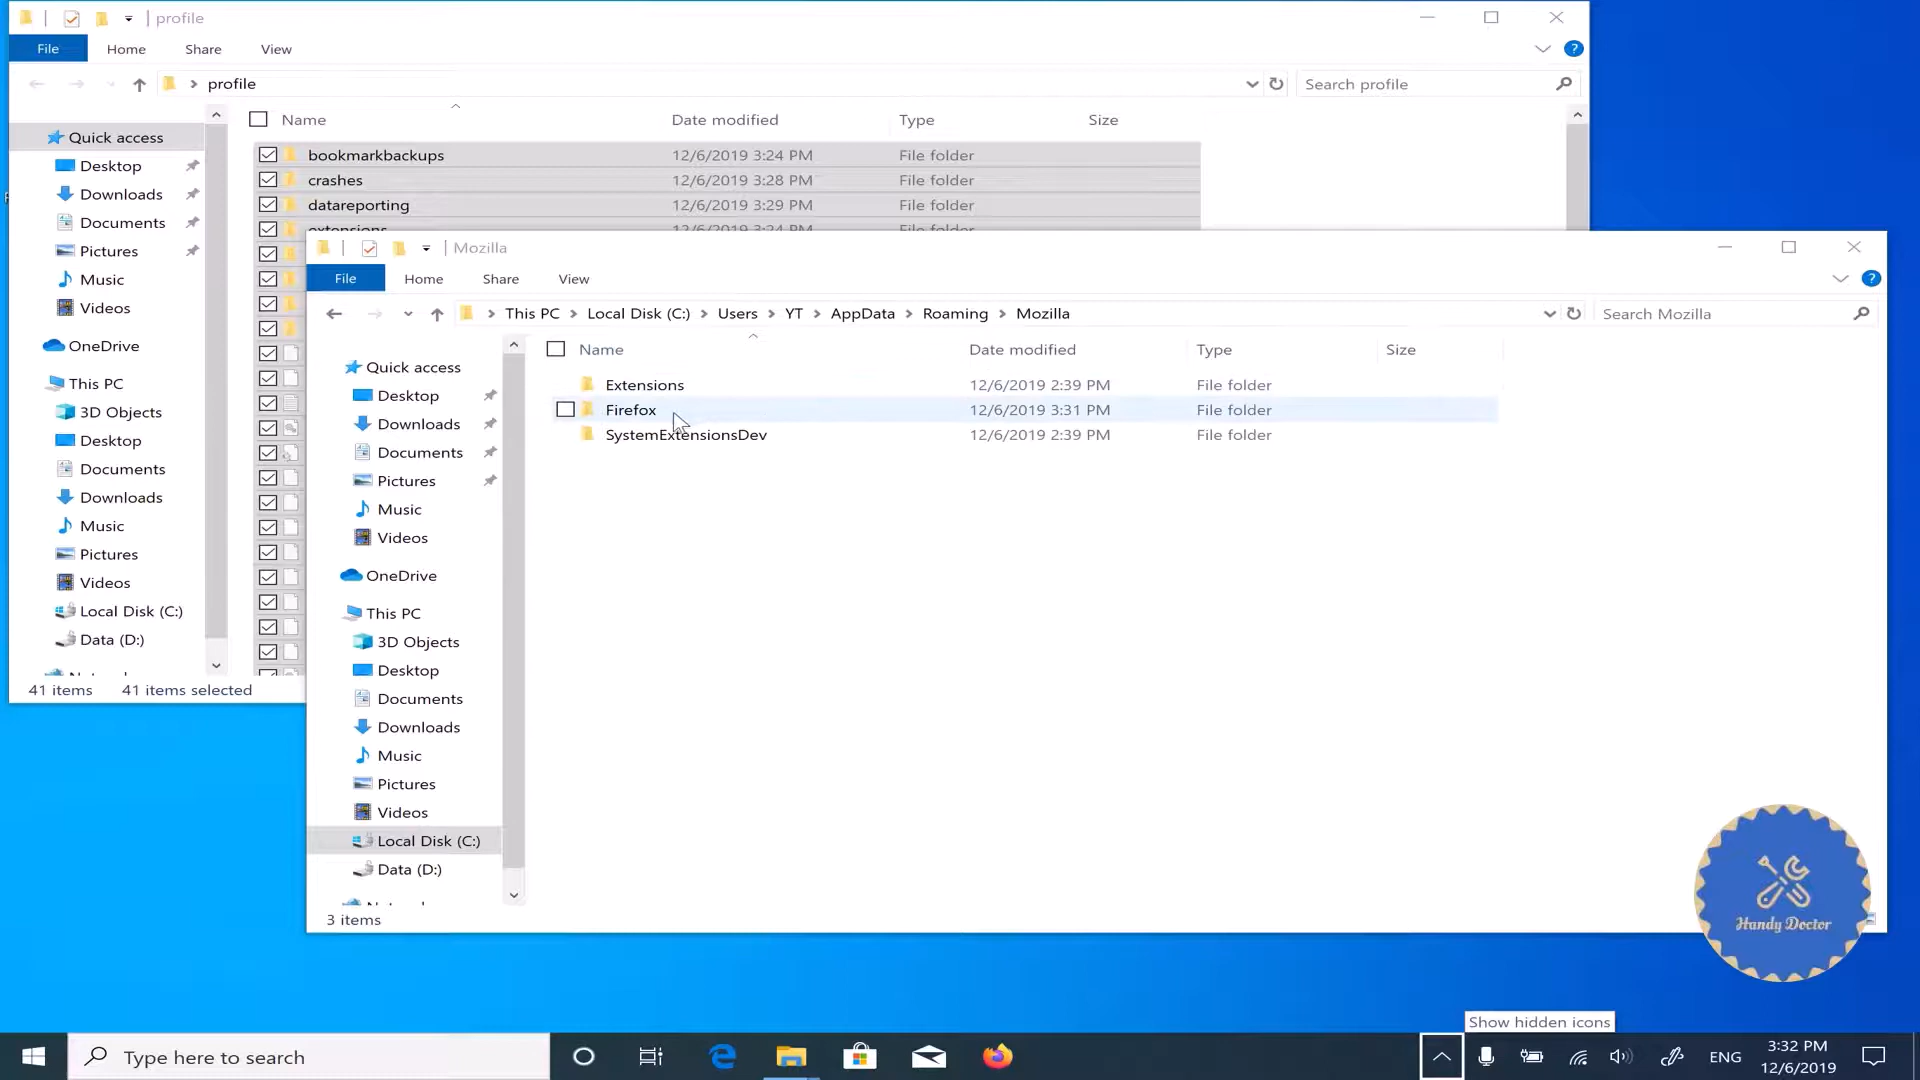 profile
File Home Share View
profile
Search profile
Name Date modified Type Size
Quick access
Desktop
Downloads
Documents
Pictures
Music
Videos
OneDrive
This PC
3D Objects
Desktop
Documents
Downloads
Music
Pictures
Videos
Local Disk (C:)
Data (D:)
bookmarkbackups 12/6/2019 3:24 PM File folder
crashes 12/6/2019 3:28 PM File folder
datareporting 12/6/2019 3:29 PM File folder
extensions 12/6/2019 3:24 PM File folder
41 items 41 items selected
Mozilla
File Home Share View
This PC Local Disk (C:) Users YT AppData Roaming Mozilla
Search Mozilla
Name Date modified Type Size
Quick access
Desktop
Downloads
Documents
Pictures
Music
Videos
OneDrive
This PC
3D Objects
Desktop
Documents
Downloads
Music
Pictures
Videos
Local Disk (C:)
Data (D:)
Extensions 12/6/2019 2:39 PM File folder
Firefox 12/6/2019 3:31 PM File folder
SystemExtensionsDev 12/6/2019 2:39 PM File folder
3 items
Handy Doctor
Show hidden icons
Type here to search
ENG
3:32 PM
12/6/2019